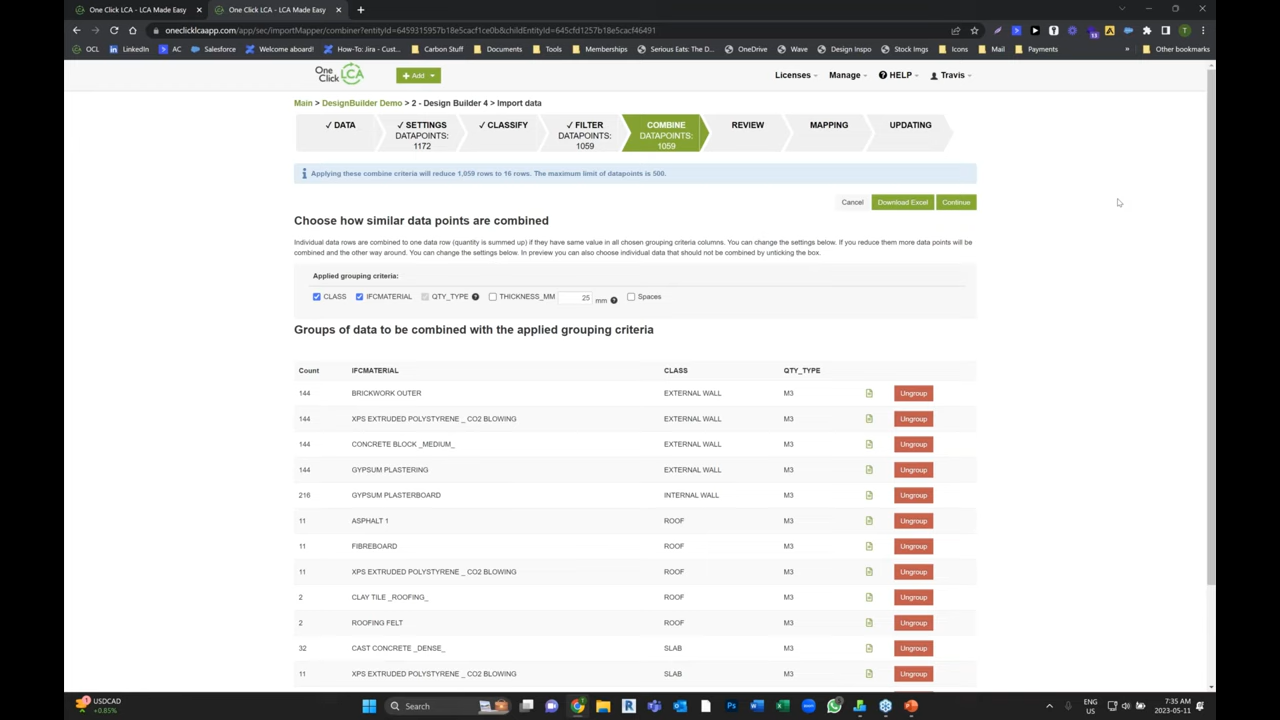 One Click LCA - LCA Made Easy
One Click LCA - LCA Made Easy
oneclicklcaapp.com/app/sec/importMapper/combiner?entityId=6459315957b18e5cacf1ce0b&childEntityId=645cfd1257b18e5cacf46491
OCL LinkedIn AC Salesforce Welcome aboard! How-To: Jira - Cust... Carbon Stuff Documents Tools Memberships Serious Eats: The D... OneDrive Wave Design Inspo Stock Imgs Icons Mail Payments » Other bookmarks
One Click LCA
+ Add
Licenses Manage HELP Travis
Main > DesignBuilder Demo > 2 - Design Builder 4 > Import data
✓ DATA
✓ SETTINGS DATAPOINTS: 1172
✓ CLASSIFY
✓ FILTER DATAPOINTS: 1059
COMBINE DATAPOINTS: 1059
REVIEW
MAPPING
UPDATING
Applying these combine criteria will reduce 1,059 rows to 16 rows. The maximum limit of datapoints is 500.
Cancel Download Excel Continue
Choose how similar data points are combined
Individual data rows are combined to one data row (quantity is summed up) if they have same value in all chosen grouping criteria columns. You can change the settings below. If you reduce them more data points will be
combined and the other way around. You can change the settings below. In preview you can also choose individual data that should not be combined by unticking the box.
Applied grouping criteria:
CLASS IFCMATERIAL QTY_TYPE THICKNESS_MM 25 mm Spaces
Groups of data to be combined with the applied grouping criteria
Count IFCMATERIAL CLASS QTY_TYPE
144 BRICKWORK OUTER EXTERNAL WALL M3 Ungroup
144 XPS EXTRUDED POLYSTYRENE _ CO2 BLOWING EXTERNAL WALL M3 Ungroup
144 CONCRETE BLOCK _MEDIUM_ EXTERNAL WALL M3 Ungroup
144 GYPSUM PLASTERING EXTERNAL WALL M3 Ungroup
216 GYPSUM PLASTERBOARD INTERNAL WALL M3 Ungroup
11 ASPHALT 1 ROOF M3 Ungroup
11 FIBREBOARD ROOF M3 Ungroup
11 XPS EXTRUDED POLYSTYRENE _ CO2 BLOWING ROOF M3 Ungroup
2 CLAY TILE _ROOFING_ ROOF M3 Ungroup
2 ROOFING FELT ROOF M3 Ungroup
32 CAST CONCRETE _DENSE_ SLAB M3 Ungroup
11 XPS EXTRUDED POLYSTYRENE _ CO2 BLOWING SLAB M3 Ungroup
USDCAD
+0.85%
Search
ENG
US
7:35 AM
2023-05-11